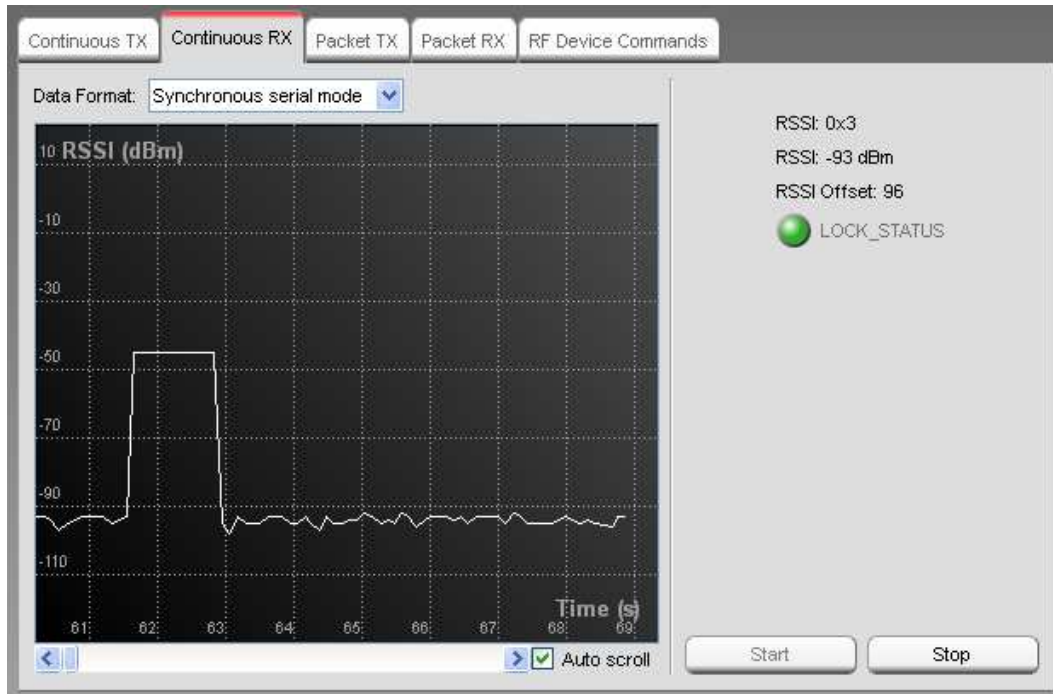 Continuous TX Continuous RX Packet TX Packet RX RF Device Commands
Data Format: Synchronous serial mode
RSSI: 0x3
RSSI: -93 dBm
RSSI Offset: 96
LOCK_STATUS
10 RSSI (dBm)
-10
-30
-50
-70
-90
-110
Time (s)
61 62 63 64 65 66 67 68 69
Auto scroll
Start Stop